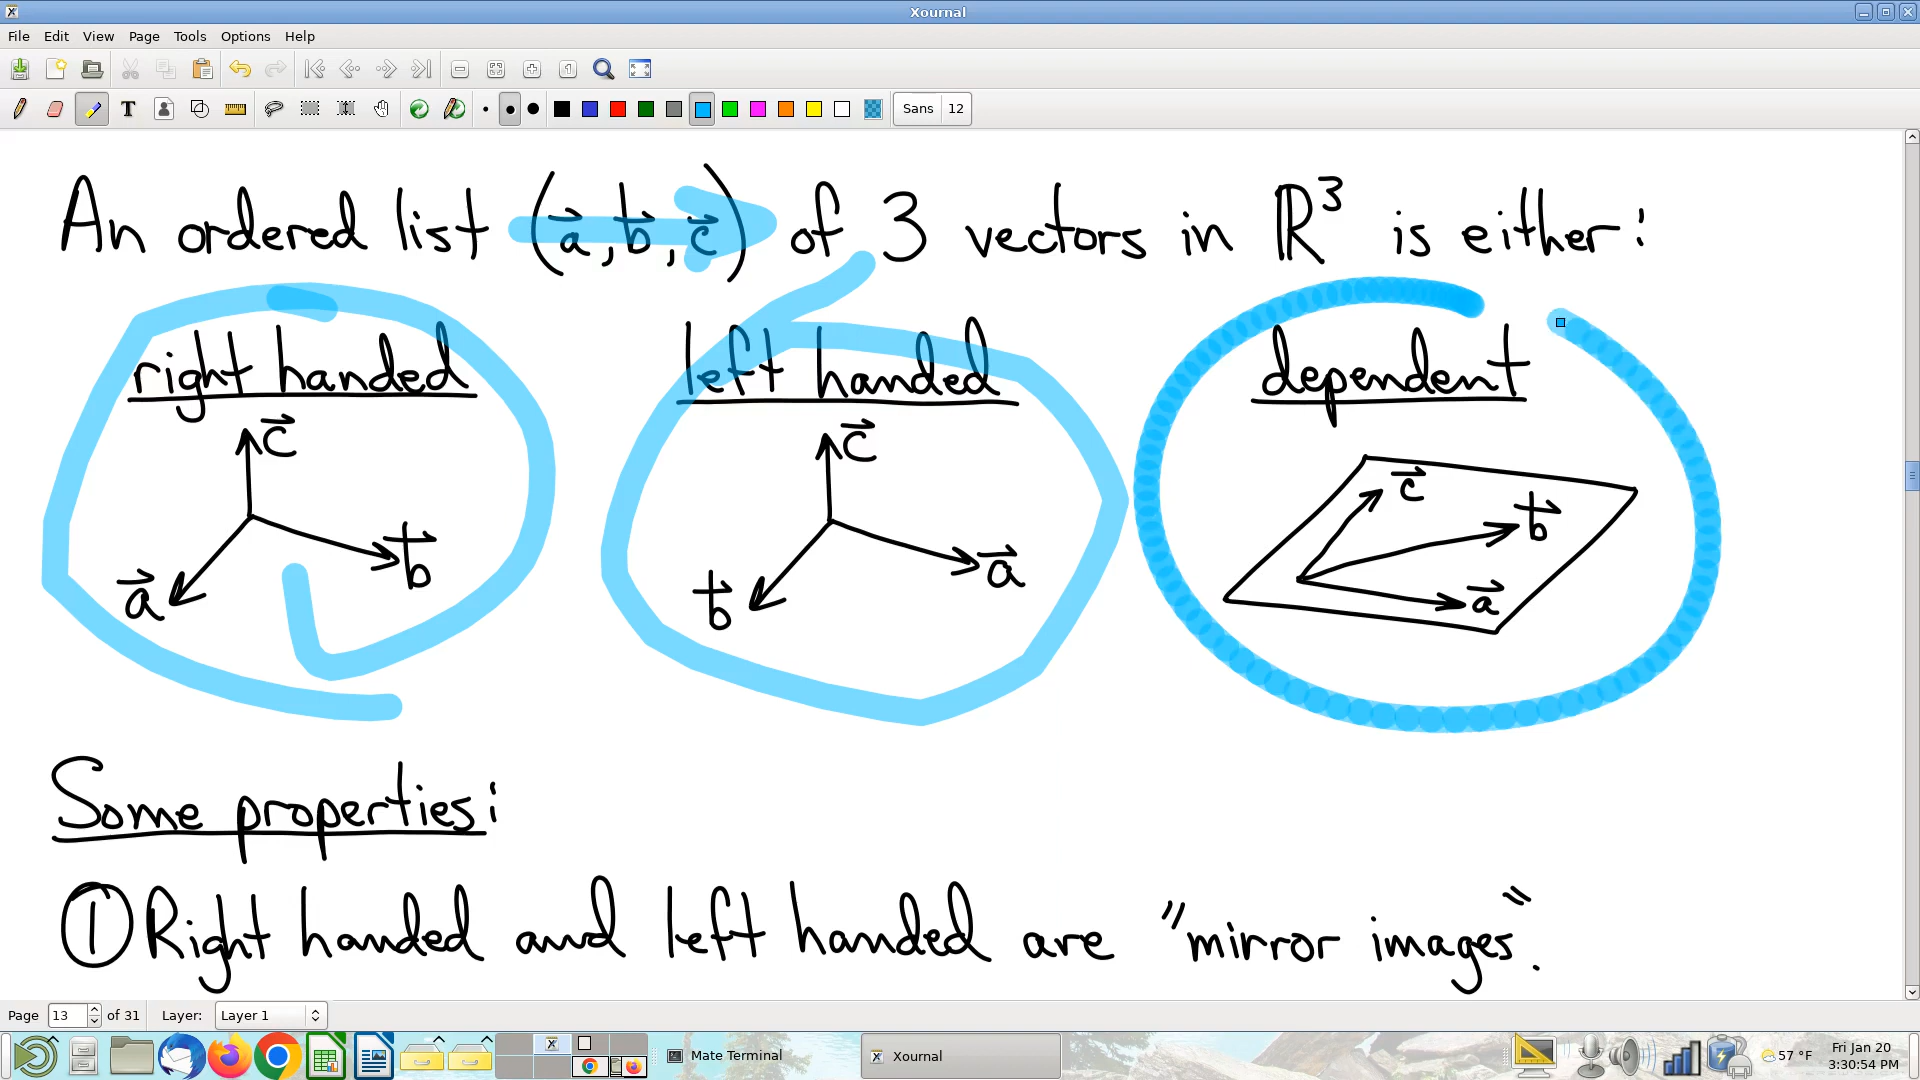 Xournal
File Edit View Page Tools Options Help
T Sans 12
An ordered list (a⃗, b⃗, c⃗) of 3 vectors in ℝ³ is either:
right handed left handed dependent
c⃗ c⃗ c⃗
b⃗ a⃗ b⃗
a⃗ b⃗ a⃗
Some properties:
① Right handed and left handed are "mirror images".
Page 13 of 31 Layer: Layer 1
Mate Terminal Xournal 57 °F Fri Jan 20
3:30:54 PM